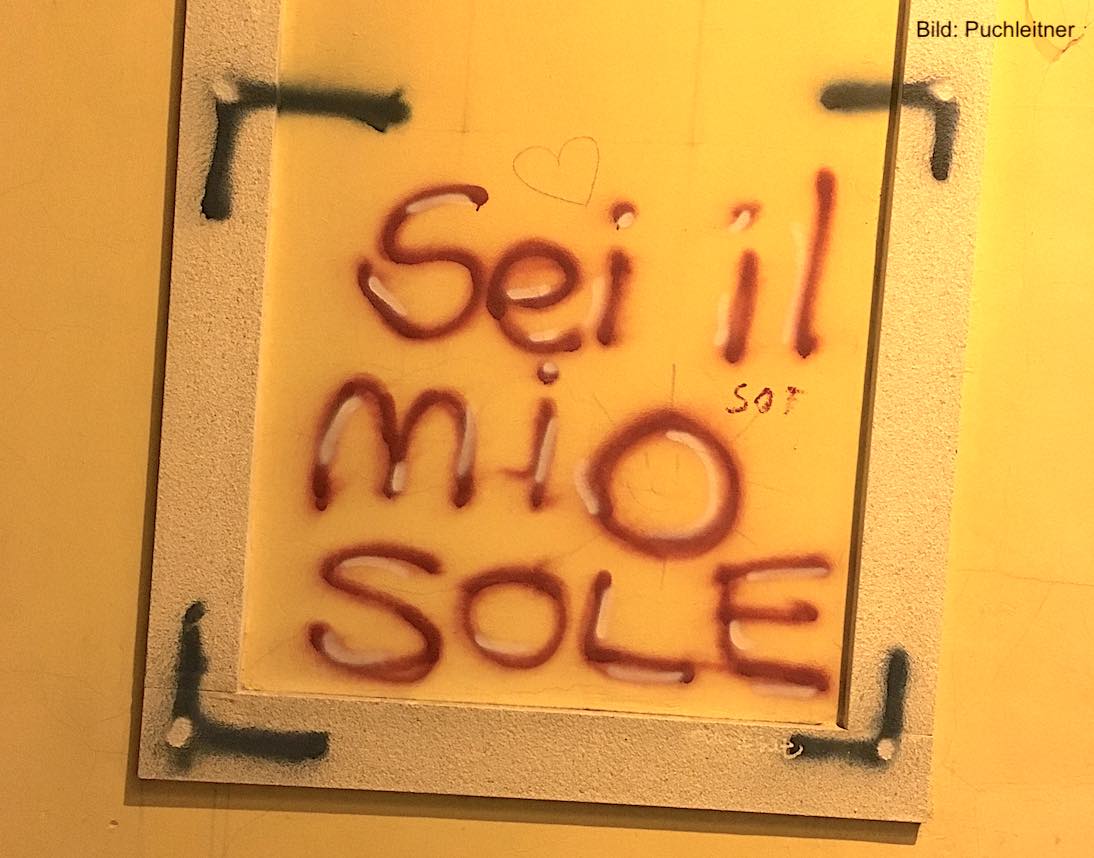 Bild: Puchleitner
Sei il
mio
SOLE